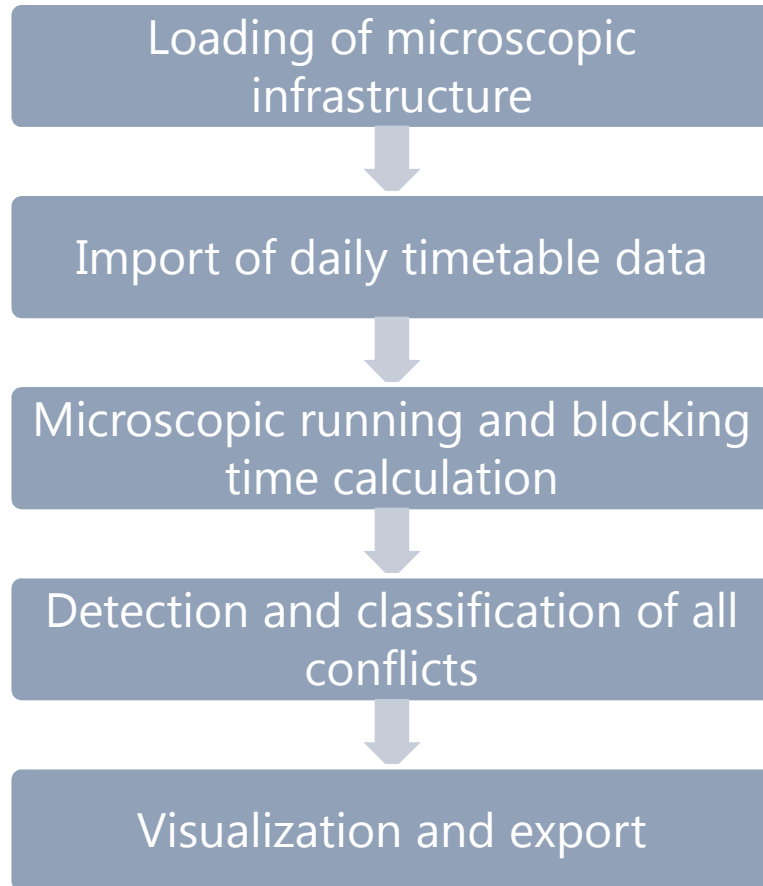 Loading of microscopic
infrastructure
Import of daily timetable data
Microscopic running and blocking
time calculation
Detection and classification of all
conflicts
Visualization and export